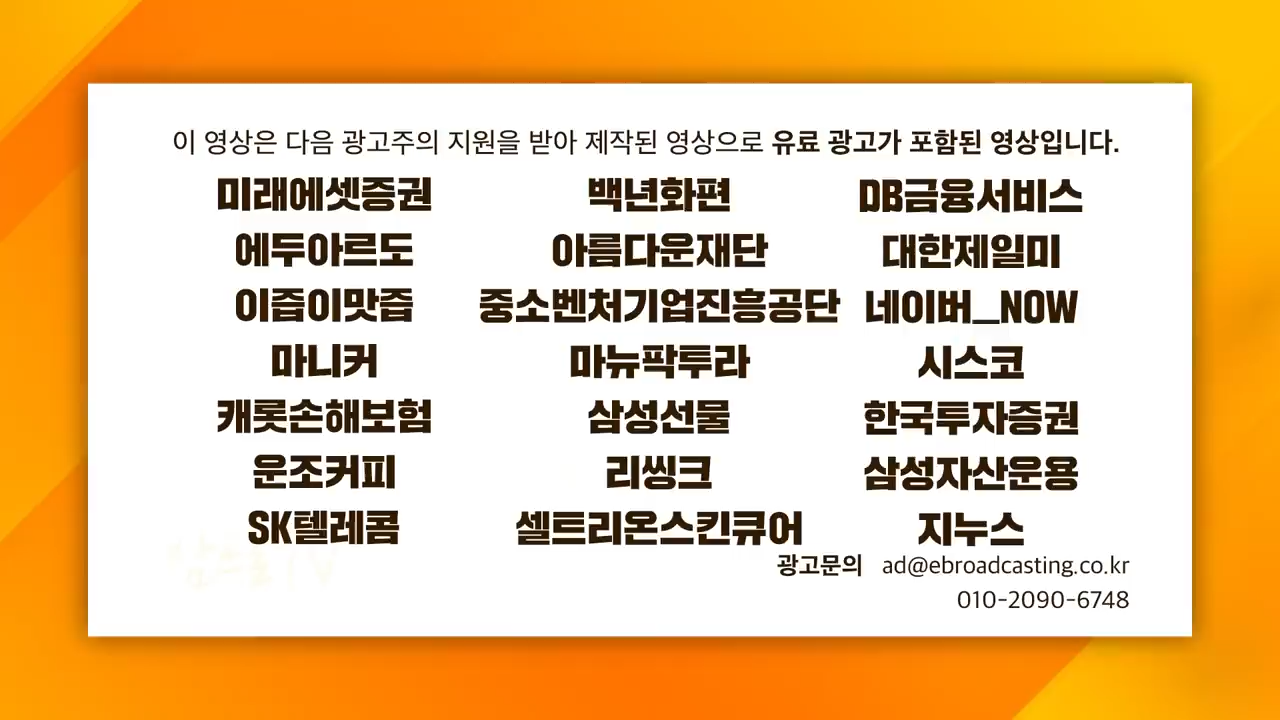 이 영상은 다음 광고주의 지원을 받아 제작된 영상으로 유료 광고가 포함된 영상입니다.
미래에셋증권 백년화편 DB금융서비스
에두아르도 아름다운재단 대한제일미
이즙이맛즙 중소벤처기업진흥공단 네이버_NOW
마니커 마뉴팍투라 시스코
캐롯손해보험 삼성선물 한국투자증권
운조커피 리씽크 삼성자산운용
SK텔레콤 셀트리온스킨큐어 지누스
광고문의 ad@ebroadcasting.co.kr
010-2090-6748